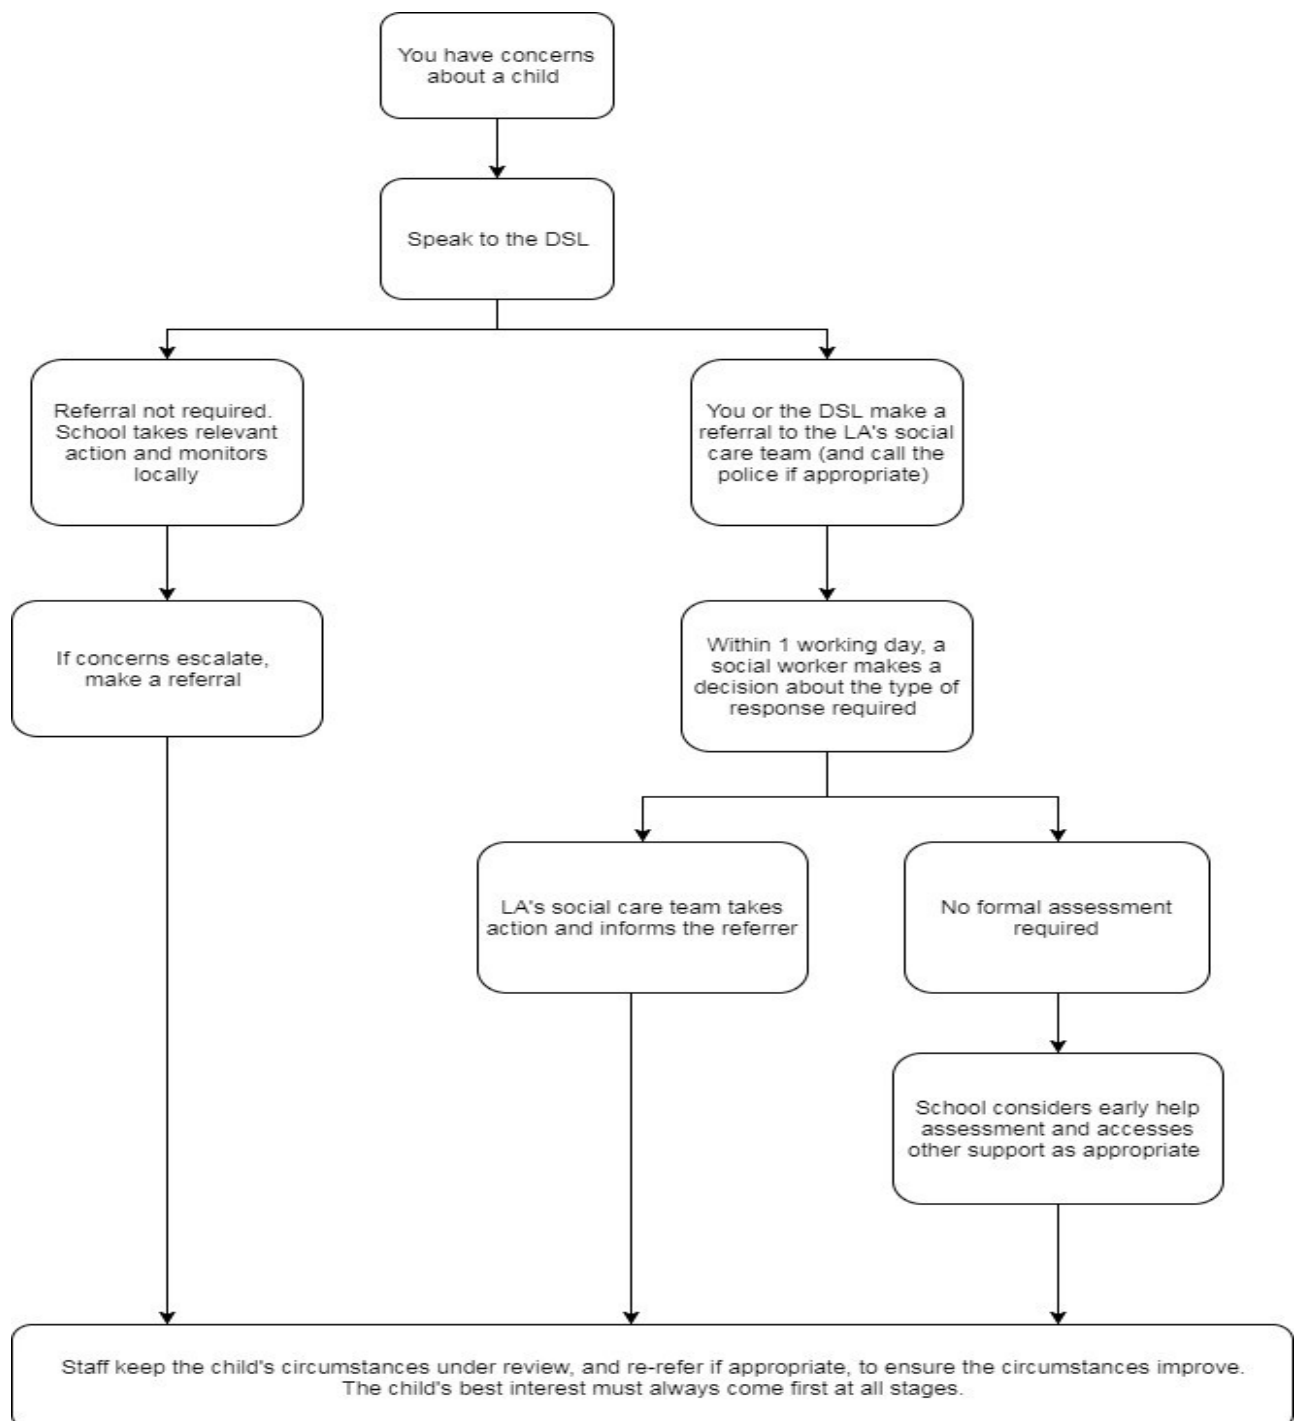 You have concerns
about a child
Speak to the DSL
Referral not required.
School takes relevant
action and monitors
locally
You or the DSL make a
referral to the LA's social
care team (and call the
police if appropriate)
If concerns escalate,
make a referral
Within 1 working day, a
social worker makes a
decision about the type of
response required
LA's social care team takes
action and informs the referrer
No formal assessment
required
School considers early help
assessment and accesses
other support as appropriate
Staff keep the child's circumstances under review, and re-refer if appropriate, to ensure the circumstances improve.
The child's best interest must always come first at all stages.